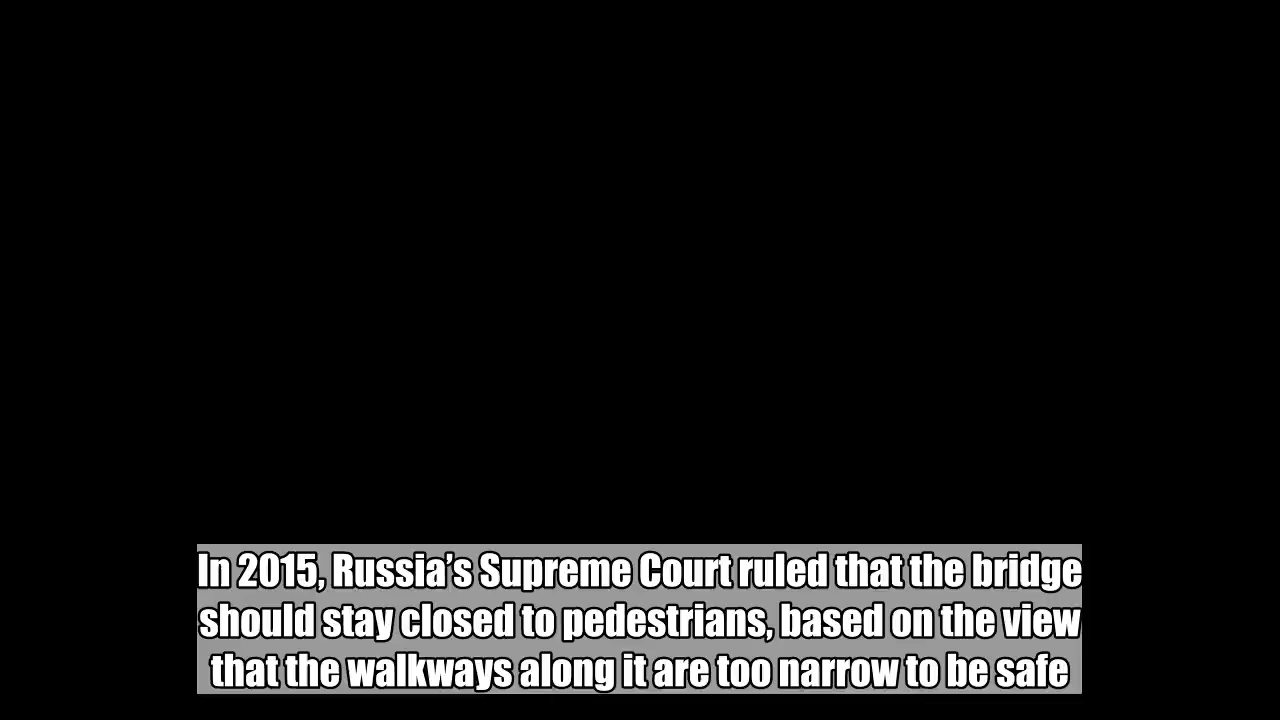 In 2015, Russia’s Supreme Court ruled that the bridge
should stay closed to pedestrians, based on the view
that the walkways along it are too narrow to be safe